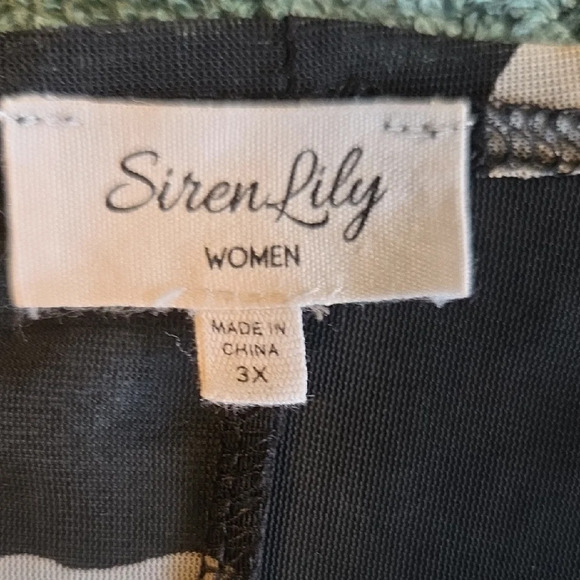 Siren Lily
WOMEN
MADE IN
CHINA
3X